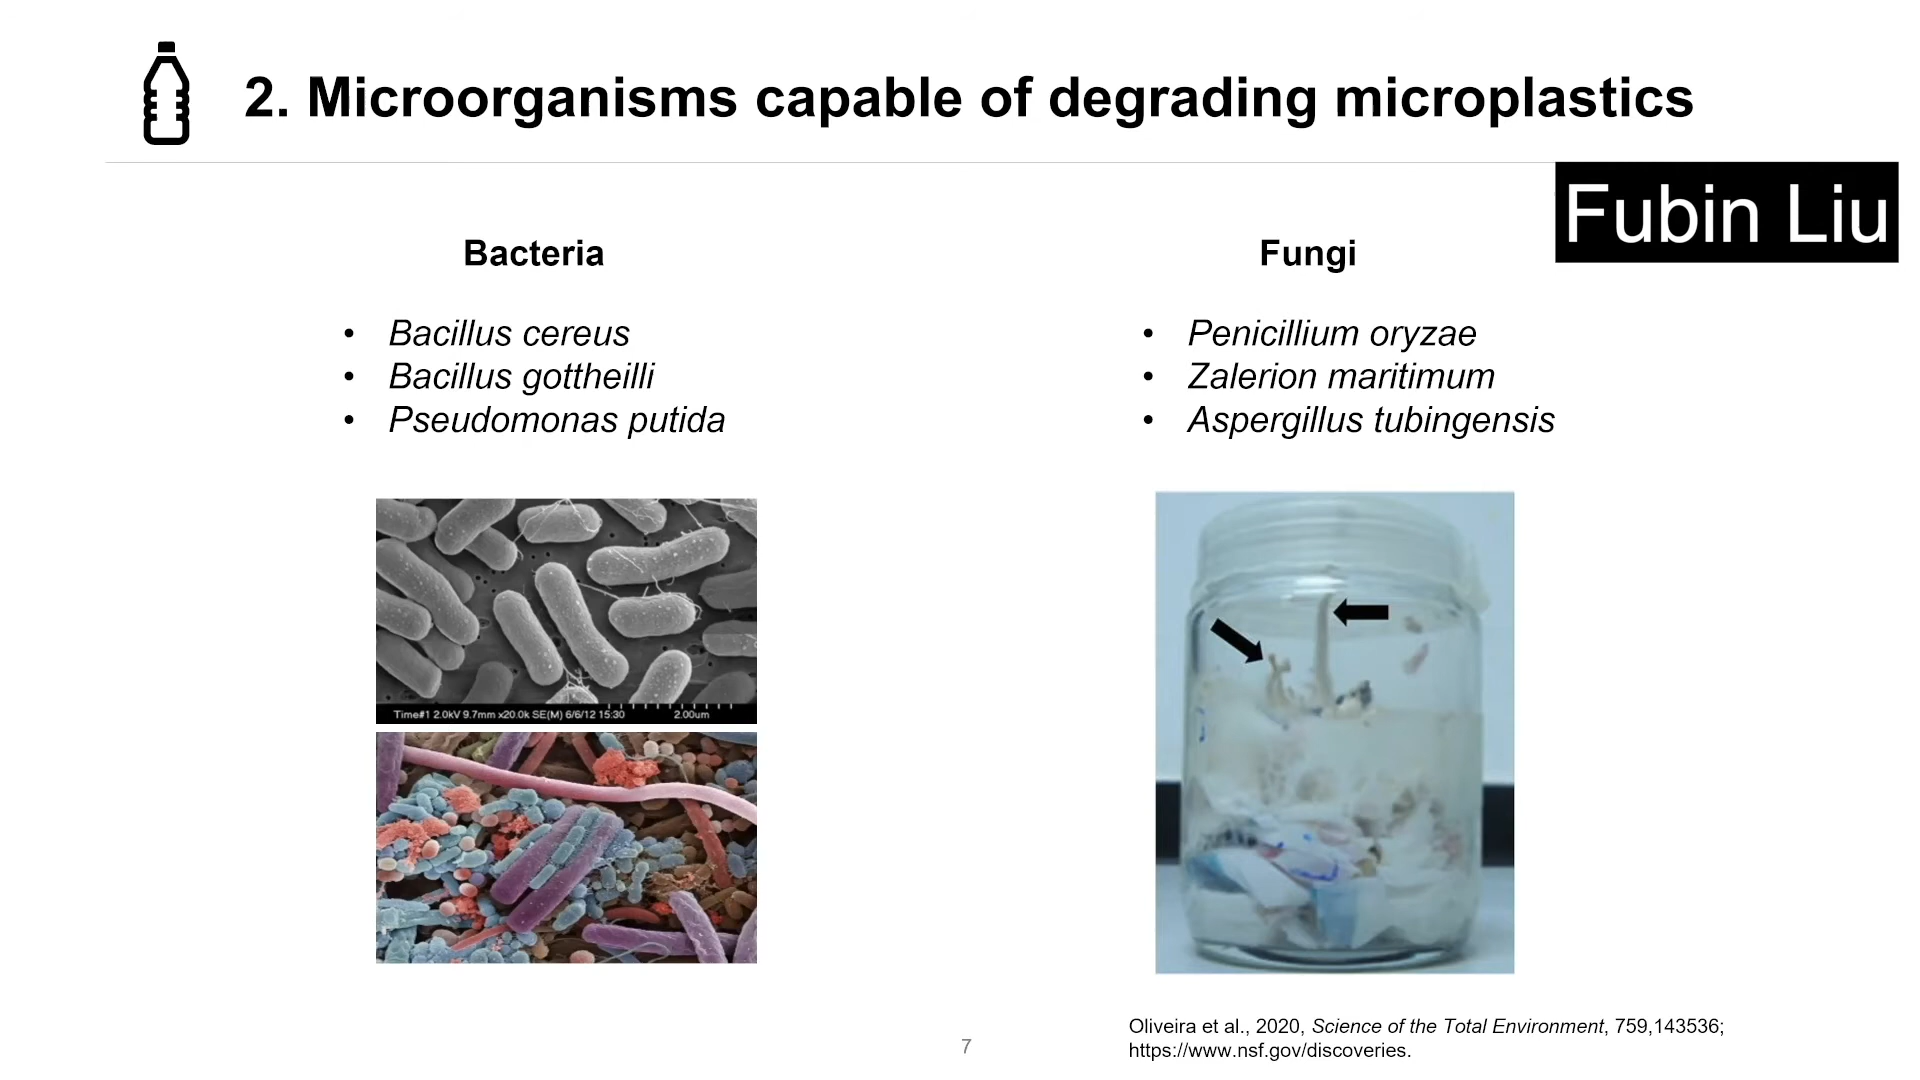 2. Microorganisms capable of degrading microplastics
Fubin Liu
Bacteria
• Bacillus cereus
• Bacillus gottheilli
• Pseudomonas putida
Time#1 2.0kV 9.7mm x20.0k SE(M) 6/6/12 15:30 2.00um
Fungi
• Penicillium oryzae
• Zalerion maritimum
• Aspergillus tubingensis
Oliveira et al., 2020, Science of the Total Environment, 759,143536;
https://www.nsf.gov/discoveries.
7